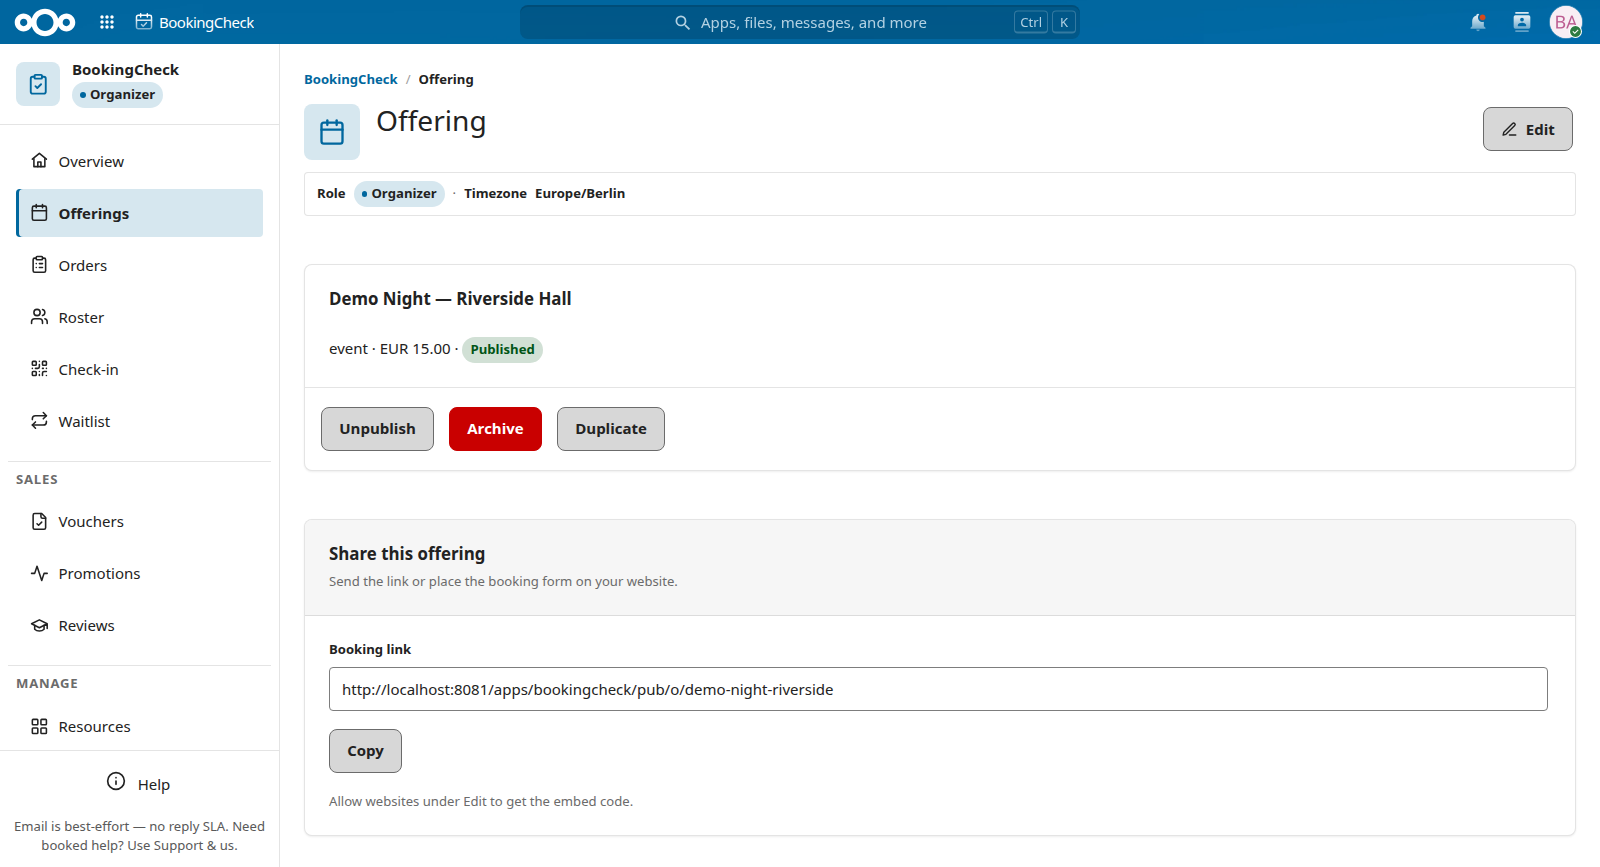 BookingCheck
Apps, files, messages, and more
Ctrl
K
BA
BookingCheck
Organizer
Overview
Offerings
Orders
Roster
Check-in
Waitlist
SALES
Vouchers
Promotions
Reviews
MANAGE
Resources
Help
Email is best-effort — no reply SLA. Need
booked help? Use Support & us.
BookingCheck / Offering
Offering
Edit
Role Organizer · Timezone Europe/Berlin
Demo Night — Riverside Hall
event · EUR 15.00 · Published
Unpublish
Archive
Duplicate
Share this offering
Send the link or place the booking form on your website.
Booking link
http://localhost:8081/apps/bookingcheck/pub/o/demo-night-riverside
Copy
Allow websites under Edit to get the embed code.